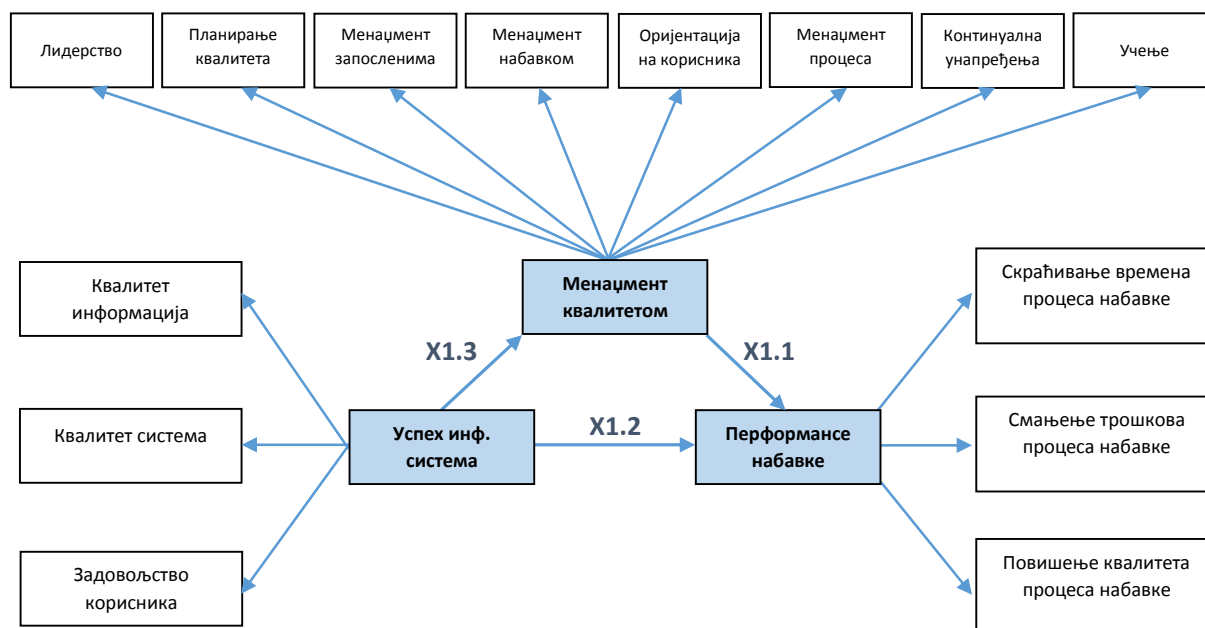 Лидерство
Планирање
квалитета
Менаџмент
запосленима
Менаџмент
набавком
Оријентација
на корисника
Менаџмент
процеса
Континуална
унапређења
Учење
Квалитет
информација
Менаџмент
квалитетом
Скраћивање времена
процеса набавке
X1.3
X1.1
Квалитет система
Успех инф.
система
X1.2
Перформансе
набавке
Смањење трошкова
процеса набавке
Задовољство
корисника
Повишење квалитета
процеса набавке